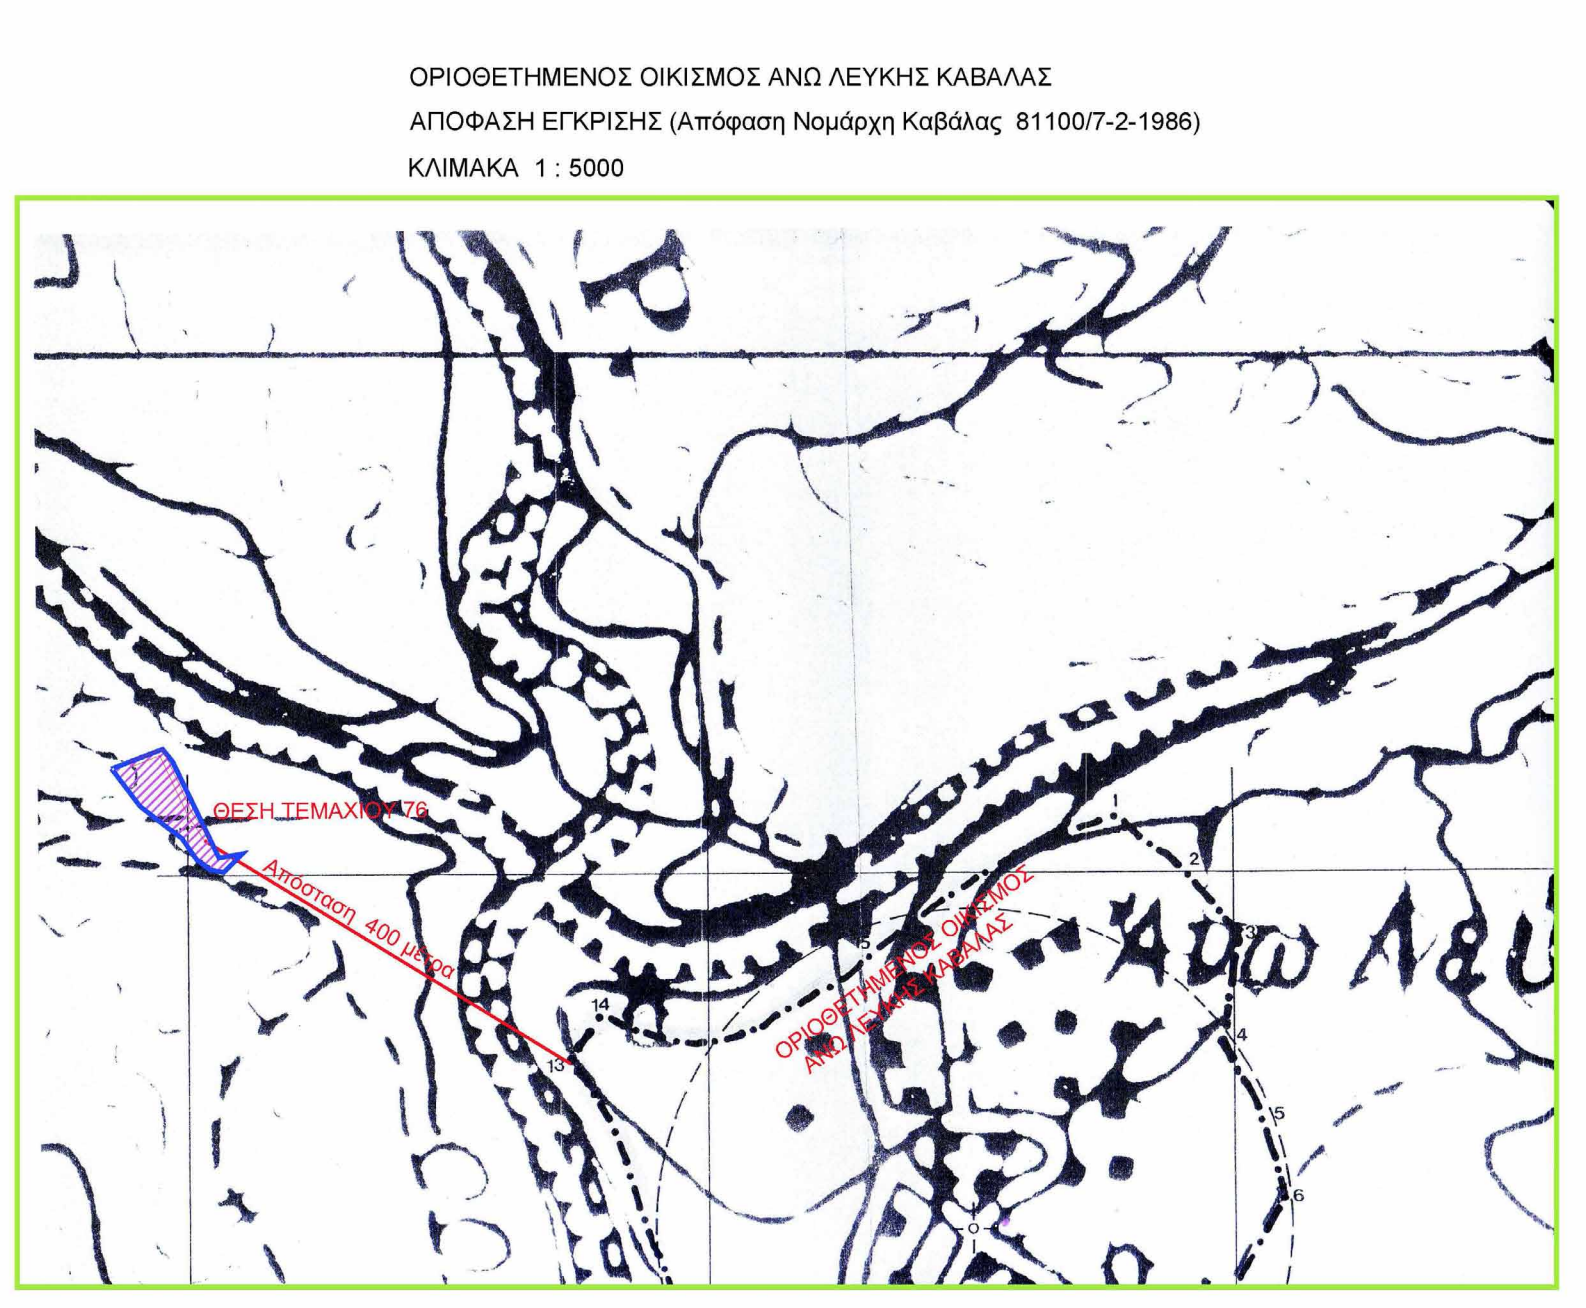 ΟΡΙΟΘΕΤΗΜΕΝΟΣ ΟΙΚΙΣΜΟΣ ΑΝΩ ΛΕΥΚΗΣ ΚΑΒΑΛΑΣ
ΑΠΟΦΑΣΗ ΕΓΚΡΙΣΗΣ (Απόφαση Νομάρχη Καβάλας 81100/7-2-1986)
ΚΛΙΜΑΚΑ 1 : 5000
ΘΕΣΗ ΤΕΜΑΧΙΟΥ 76
Απόσταση 400 μέτρα
1
2
3
Άνω Λευ
ΟΡΙΟΘΕΤΗΜΕΝΟΣ ΟΙΚΙΣΜΟΣ
ΑΝΩ ΛΕΥΚΗΣ ΚΑΒΑΛΑΣ
14
4
13
5
6